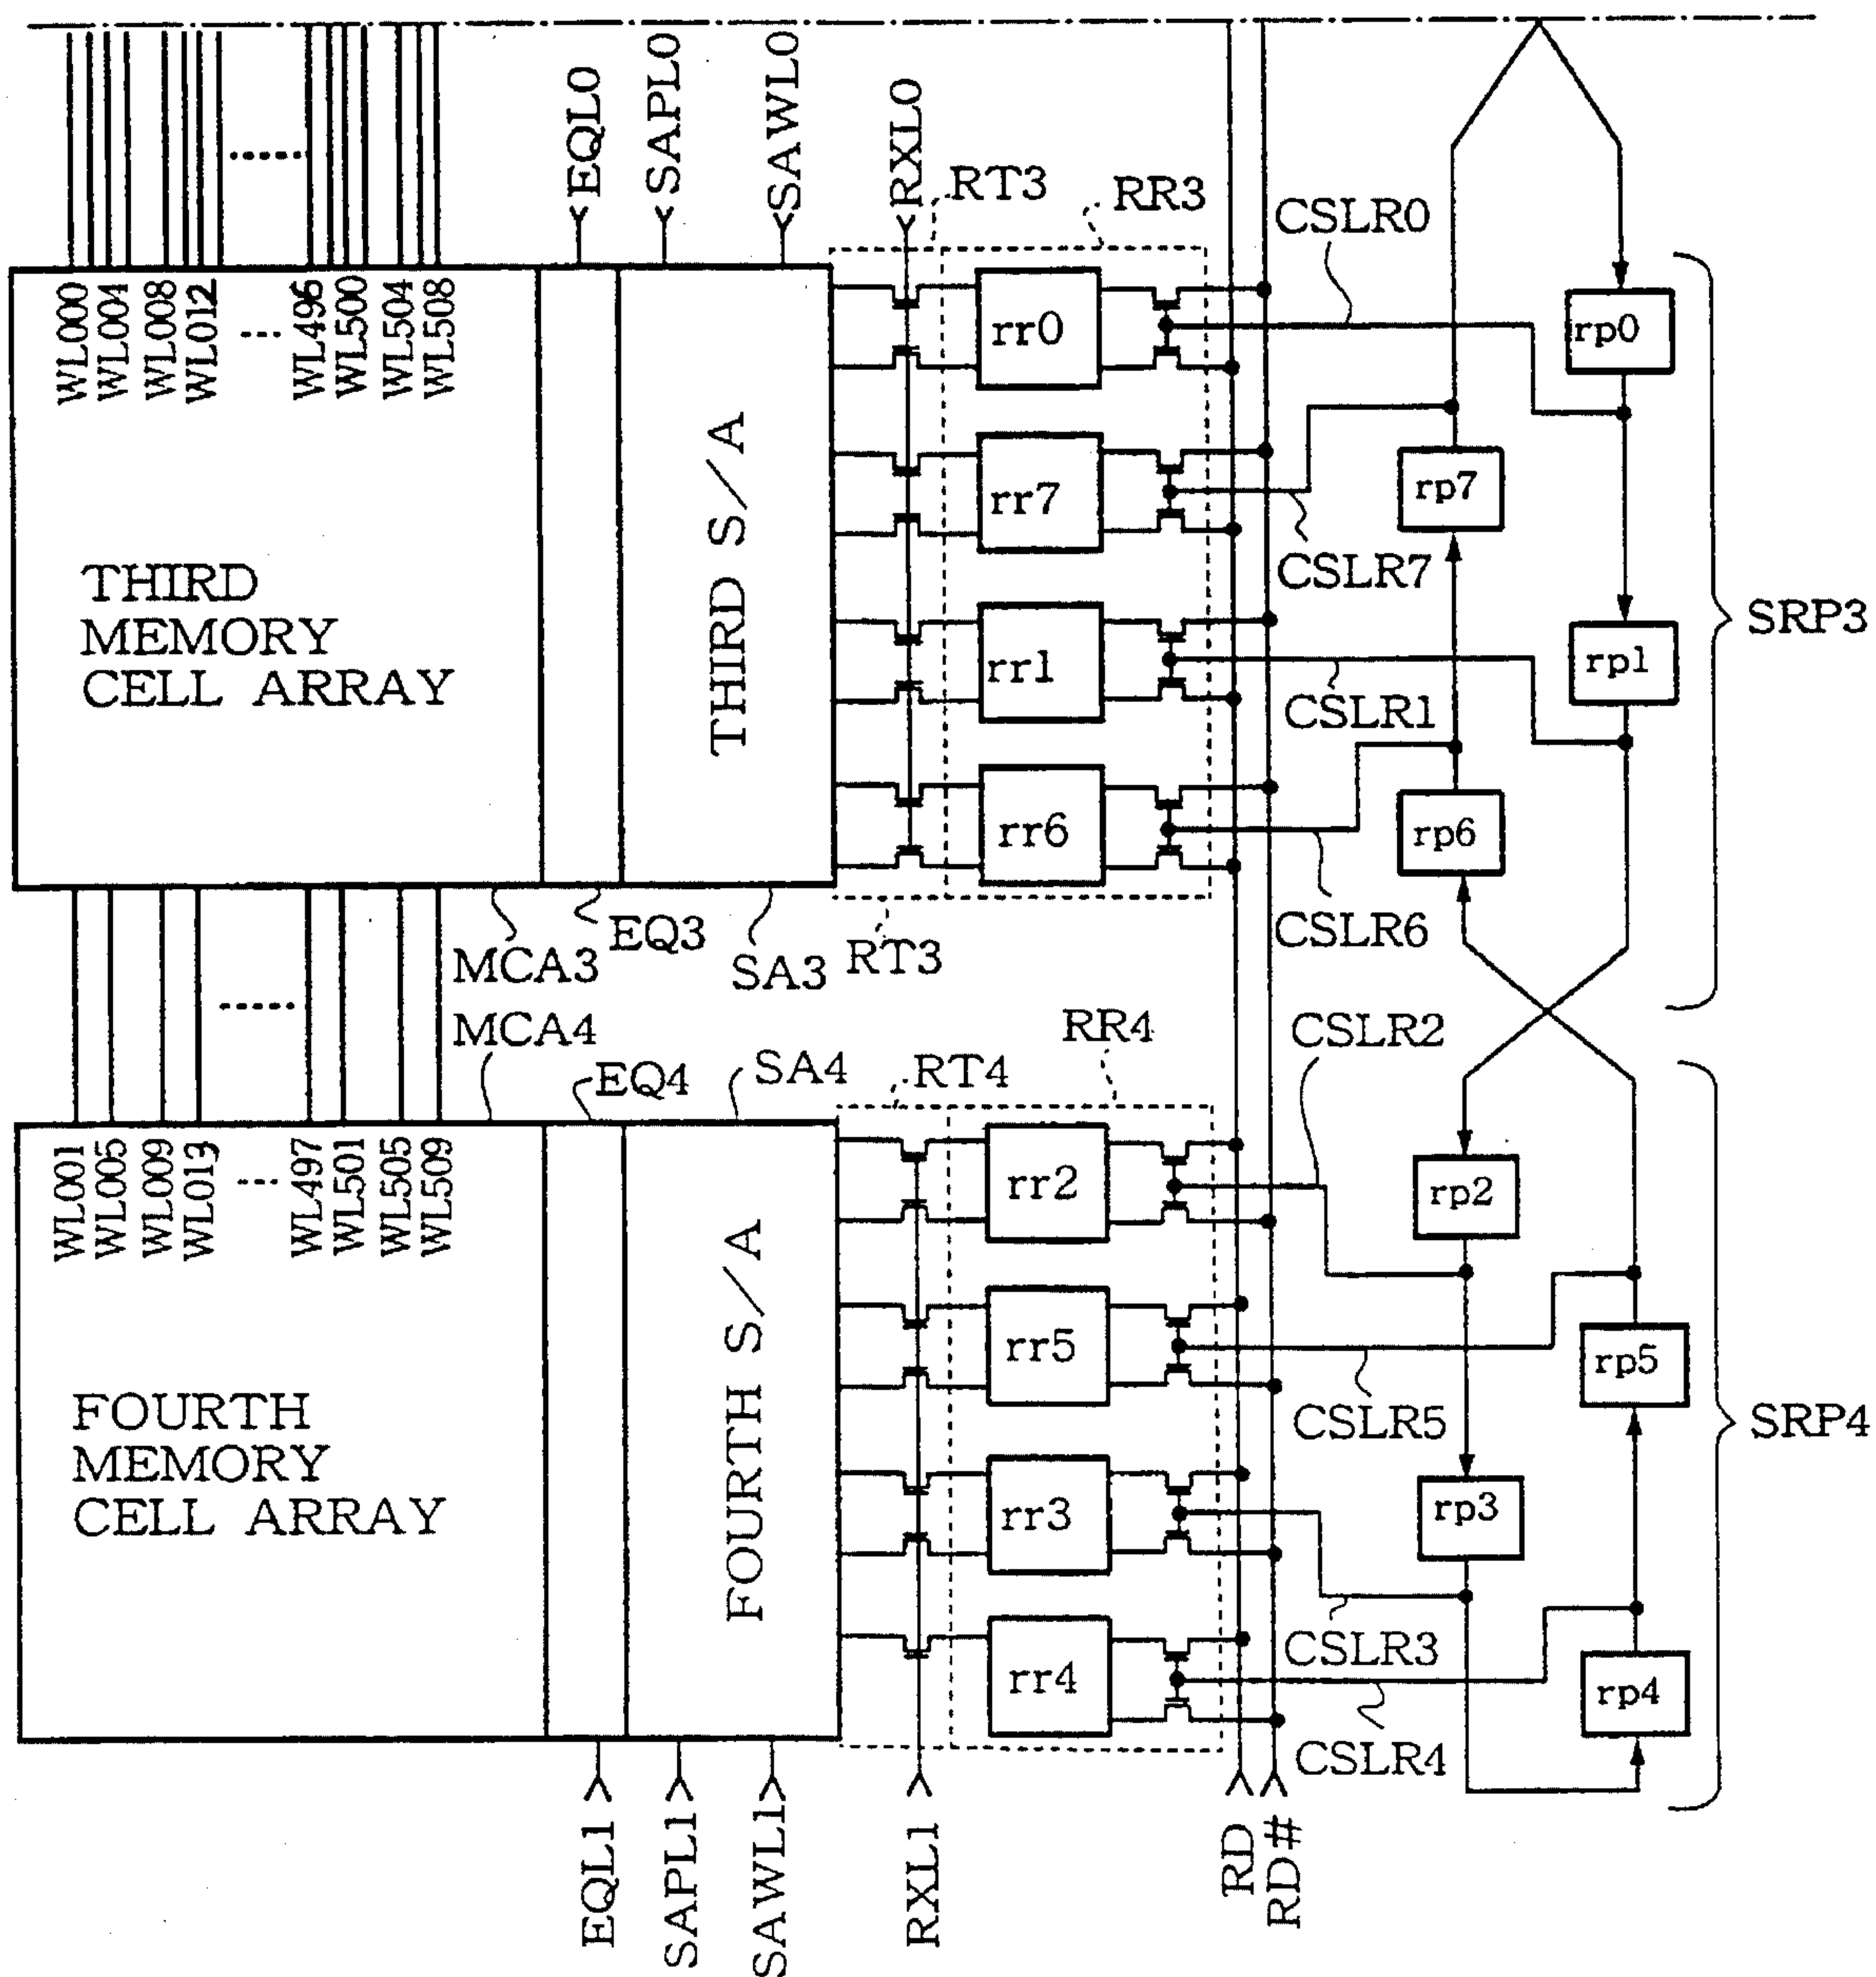 EQL0
SAPL0
SAWL0
RXL0
RT3
RR3
CSLR0
WL000
WL004
WL008
WL012
WL496
WL500
WL504
WL508
rr0
rp0
THIRD S/A
rr7
rp7
CSLR7
THIRD
MEMORY
CELL ARRAY
SRP3
rr1
rp1
CSLR1
rr6
rp6
CSLR6
MCA3
EQ3
SA3
RT3
MCA4
EQ4
SA4
RT4
RR4
CSLR2
WL001
WL005
WL009
WL013
WL497
WL501
WL505
WL509
rr2
rp2
FOURTH S/A
rr5
rp5
CSLR5
FOURTH
MEMORY
CELL ARRAY
SRP4
rr3
rp3
CSLR3
rr4
rp4
CSLR4
EQL1
SAPL1
SAWL1
RXL1
RD
RD#